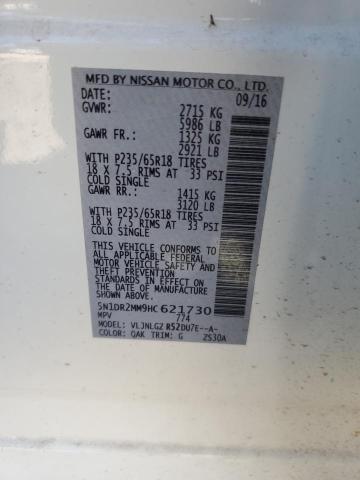 MFD BY NISSAN MOTOR CO., LTD.
DATE: 09/16
GVWR: 2715 KG
5986 LB
GAWR FR.: 1325 KG
2921 LB
WITH P235/65R18 TIRES
18 X 7.5 RIMS AT 33 PSI
COLD SINGLE
GAWR RR.: 1415 KG
3120 LB
WITH P235/65R18 TIRES
18 X 7.5 RIMS AT 33 PSI
COLD SINGLE
THIS VEHICLE CONFORMS TO
ALL APPLICABLE FEDERAL
MOTOR VEHICLE SAFETY
STANDARDS IN EFFECT ON
THE DATE OF MANUFACTURE
SHOWN ABOVE.
5N1DR2MM9HC621730
MPV 774
MODEL: VLJNLGZ R52DU7E--A-
COLOR: QAK TRIM: G 2S30A